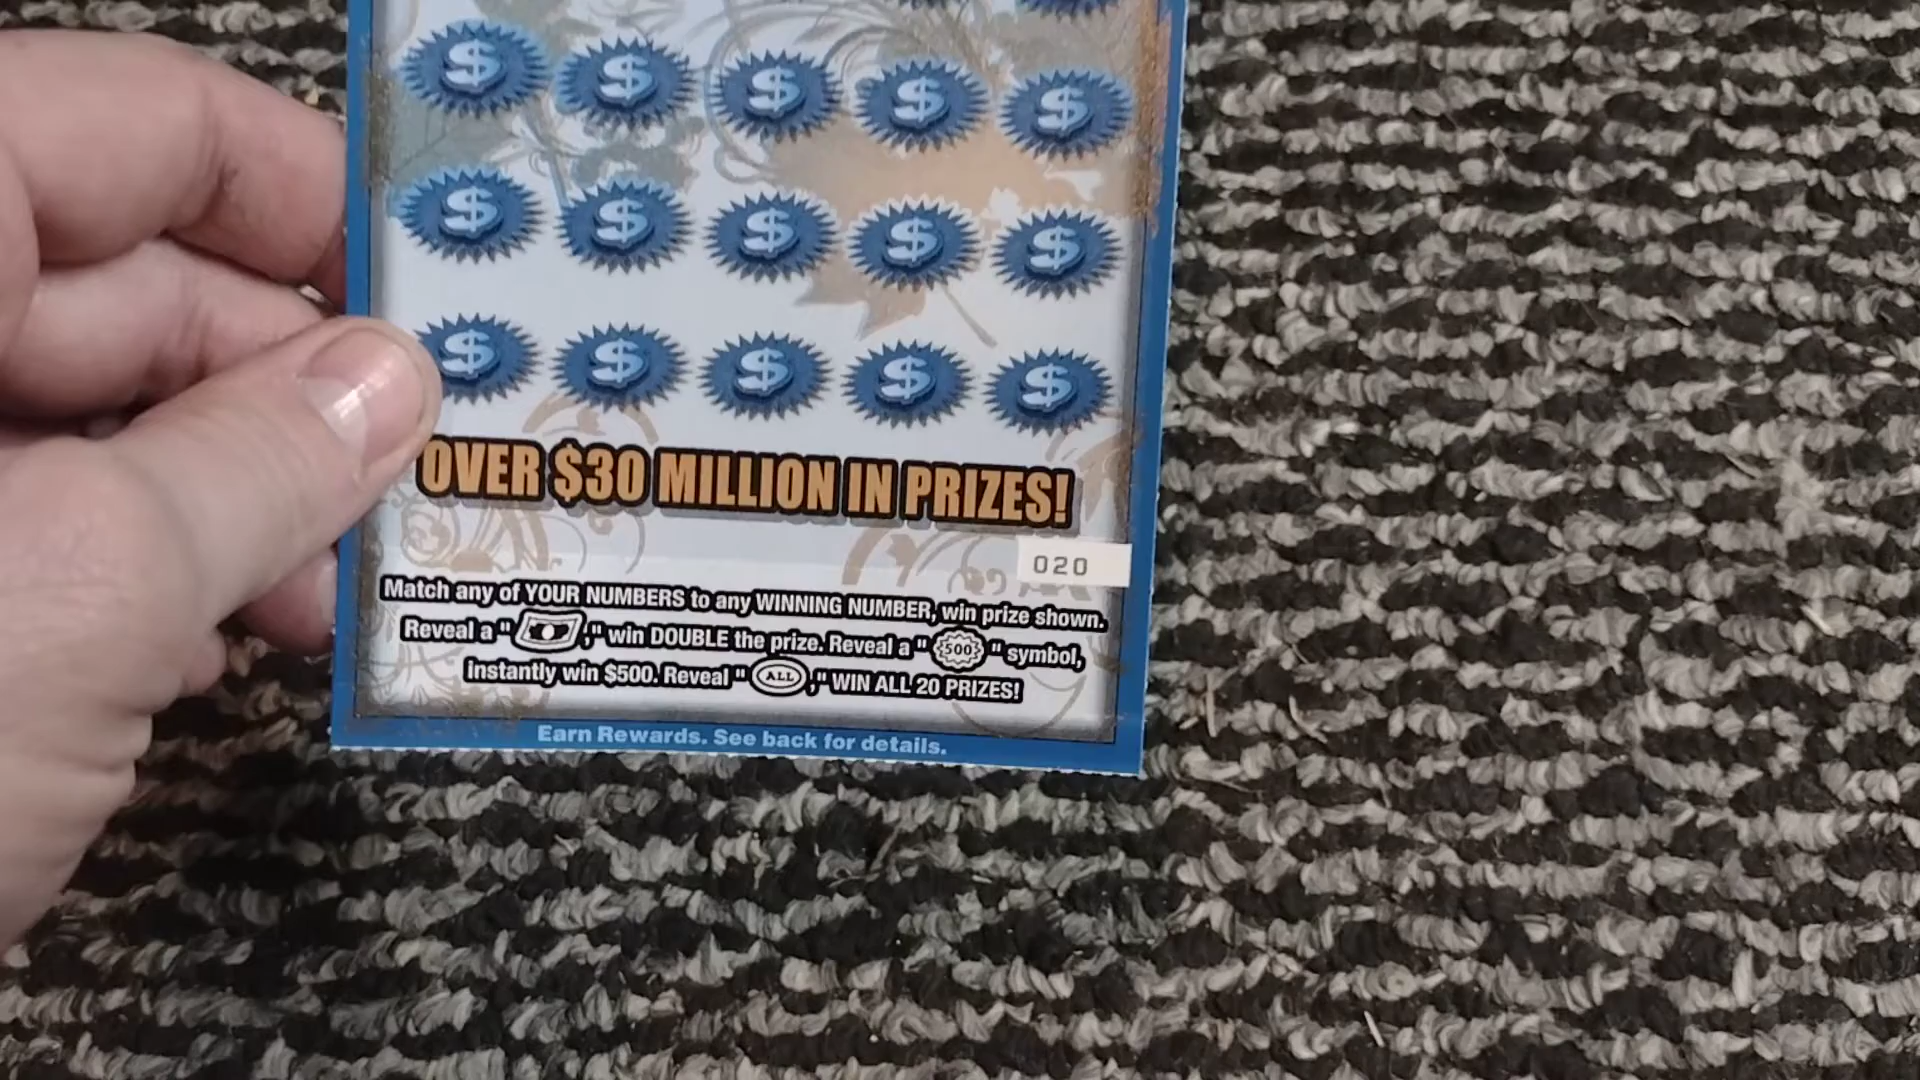 $ $ $ $ $
$ $ $ $ $
$ $ $ $ $
OVER $30 MILLION IN PRIZES!
020
Match any of YOUR NUMBERS to any WINNING NUMBER, win prize shown.
Reveal a " ," win DOUBLE the prize. Reveal a " 500 " symbol,
instantly win $500. Reveal " ALL ," WIN ALL 20 PRIZES!
Earn Rewards. See back for details.